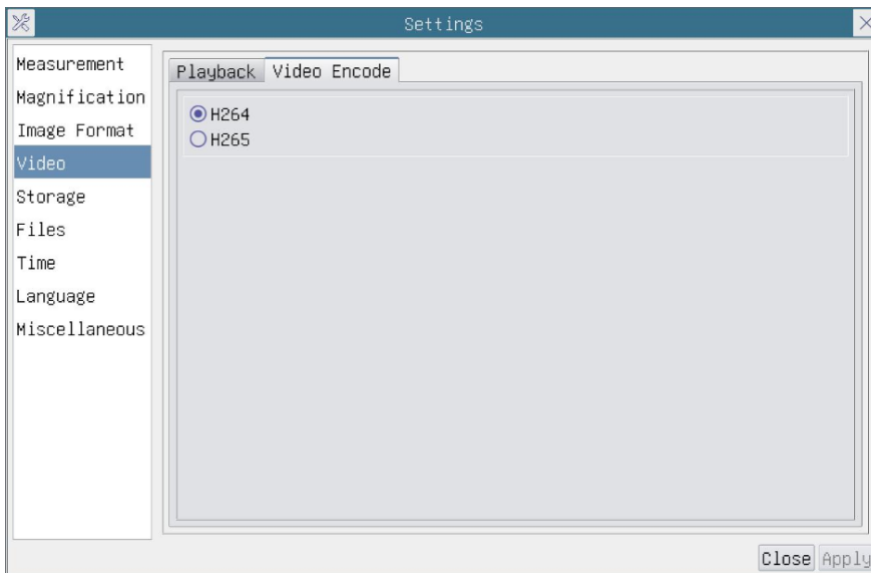 Settings
Measurement
Magnification
Image Format
Video
Storage
Files
Time
Language
Miscellaneous
Playback Video Encode
H264
H265
Close Apply